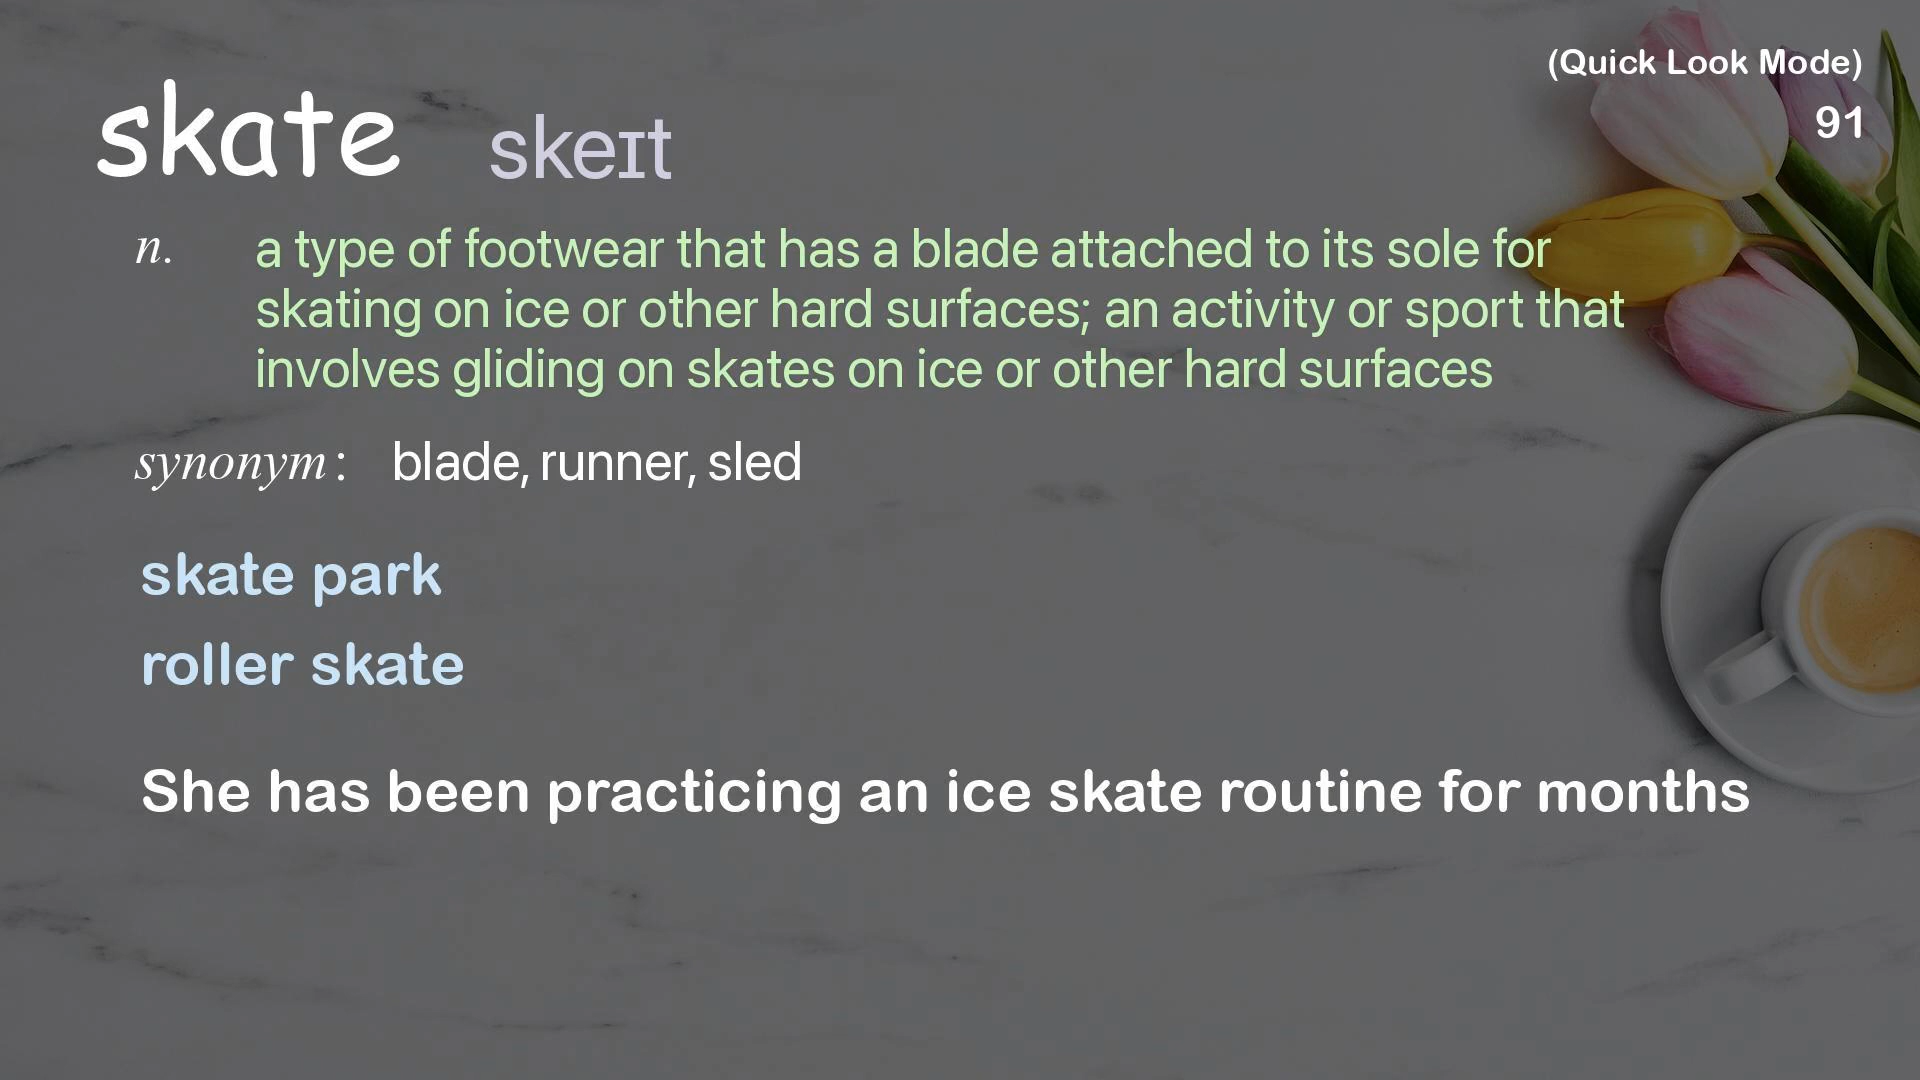 (Quick Look Mode)
91
skate skeɪt
n. a type of footwear that has a blade attached to its sole for
skating on ice or other hard surfaces; an activity or sport that
involves gliding on skates on ice or other hard surfaces
synonym: blade, runner, sled
skate park
roller skate
She has been practicing an ice skate routine for months